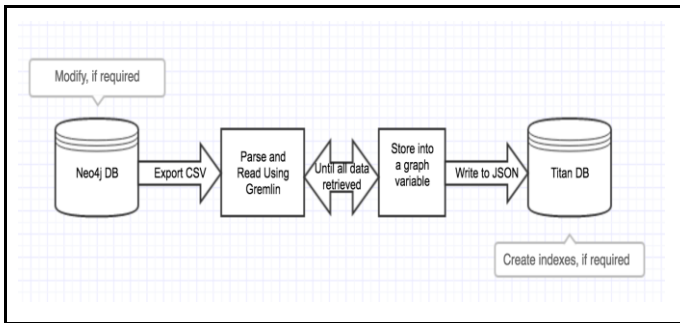 Modify, if required
Neo4j DB
Export CSV
Parse and
Read Using
Gremlin
Until all data
retrieved
Store into
a graph
variable
Write to JSON
Titan DB
Create indexes, if required